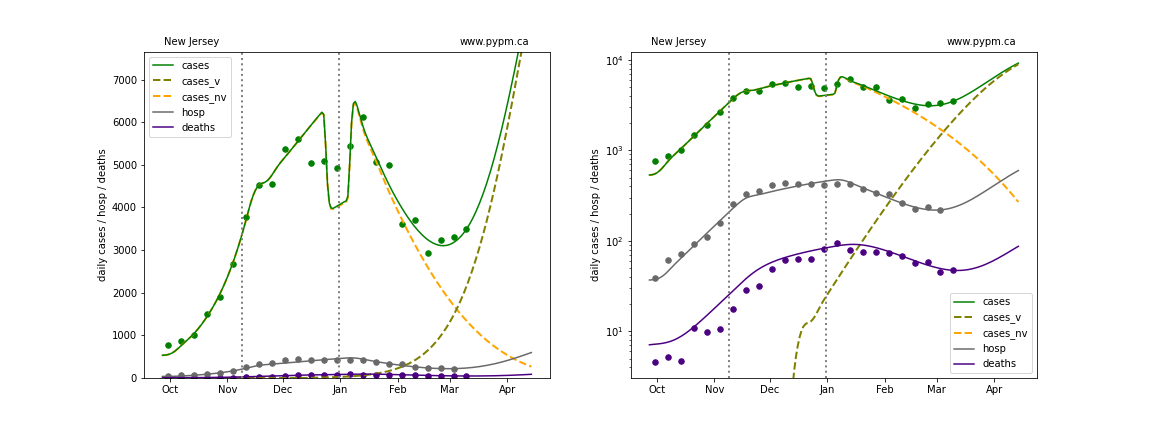 New Jersey
www.pypm.ca
daily cases / hosp / deaths
7000
6000
5000
4000
3000
2000
1000
0
cases
cases_v
cases_nv
hosp
deaths
Oct
Nov
Dec
Jan
Feb
Mar
Apr
New Jersey
www.pypm.ca
daily cases / hosp / deaths
10⁴
10³
10²
10¹
cases
cases_v
cases_nv
hosp
deaths
Oct
Nov
Dec
Jan
Feb
Mar
Apr